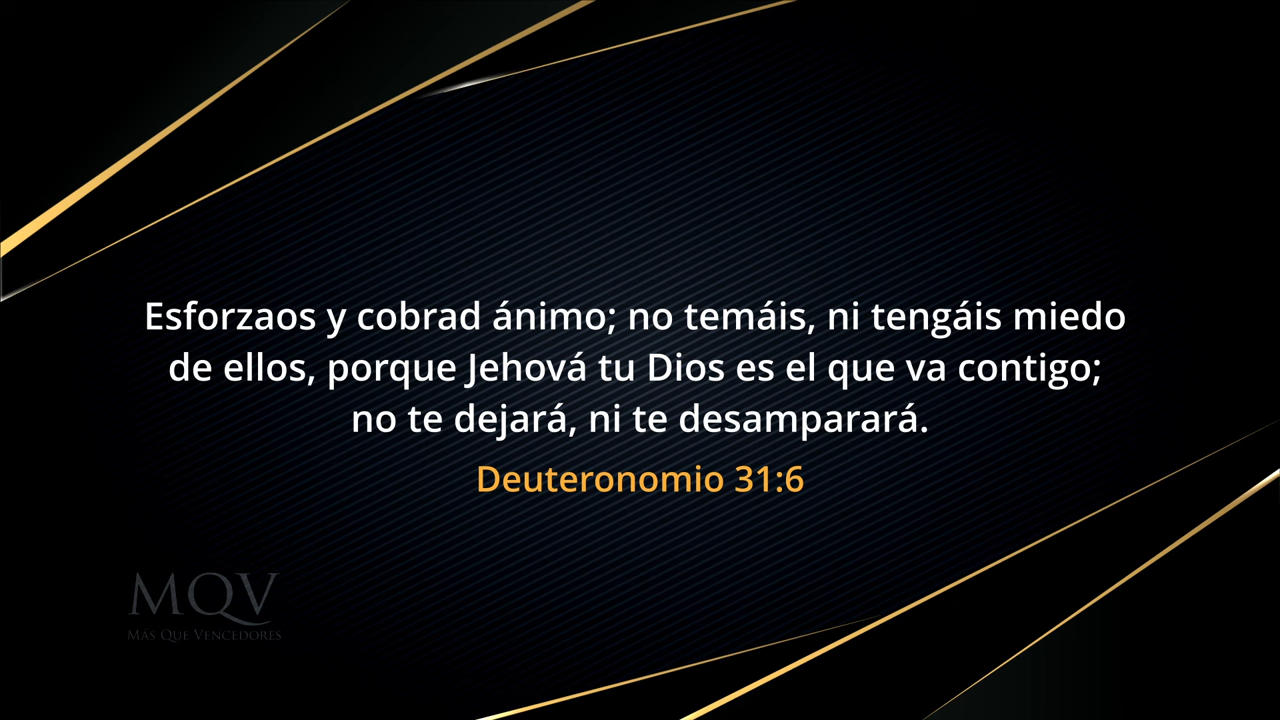 Esforzaos y cobrad ánimo; no temáis, ni tengáis miedo
de ellos, porque Jehová tu Dios es el que va contigo;
no te dejará, ni te desamparará.
Deuteronomio 31:6
MQV
MÁS QUE VENCEDORES